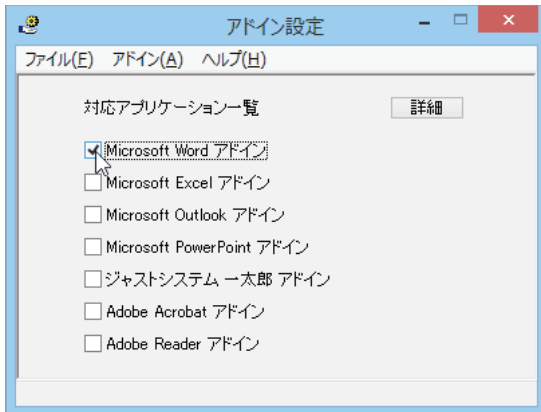 アドイン設定
ファイル(F) アドイン(A) ヘルプ(H)
対応アプリケーション一覧 詳細
Microsoft Word アドイン
Microsoft Excel アドイン
Microsoft Outlook アドイン
Microsoft PowerPoint アドイン
ジャストシステム 一太郎 アドイン
Adobe Acrobat アドイン
Adobe Reader アドイン